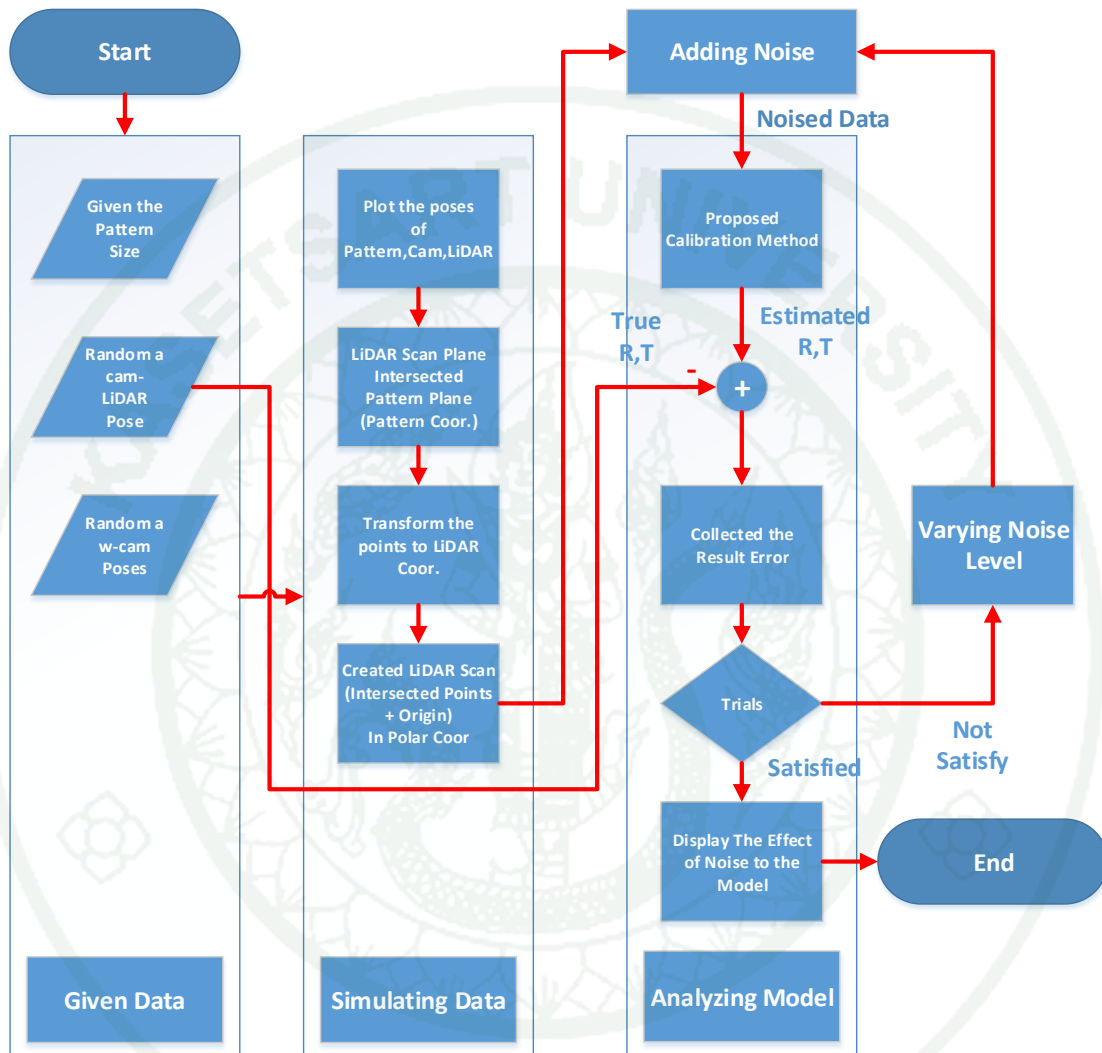 Start
Given the
Pattern
Size
Random a
cam-
LiDAR
Pose
Random a
w-cam
Poses
Given Data
Plot the poses
of
Pattern,Cam,LiDAR
LiDAR Scan Plane
Intersected
Pattern Plane
(Pattern Coor.)
Transform the
points to LiDAR
Coor.
Created LiDAR Scan
(Intersected Points
+ Origin)
In Polar Coor
Simulating Data
Adding Noise
Noised Data
Proposed
Calibration Method
True
R,T
Estimated
R,T
-
+
Collected the
Result Error
Trials
Satisfied
Not
Satisfy
Varying Noise
Level
Display The Effect
of Noise to the
Model
End
Analyzing Model
KASETSART UNIVERSITY